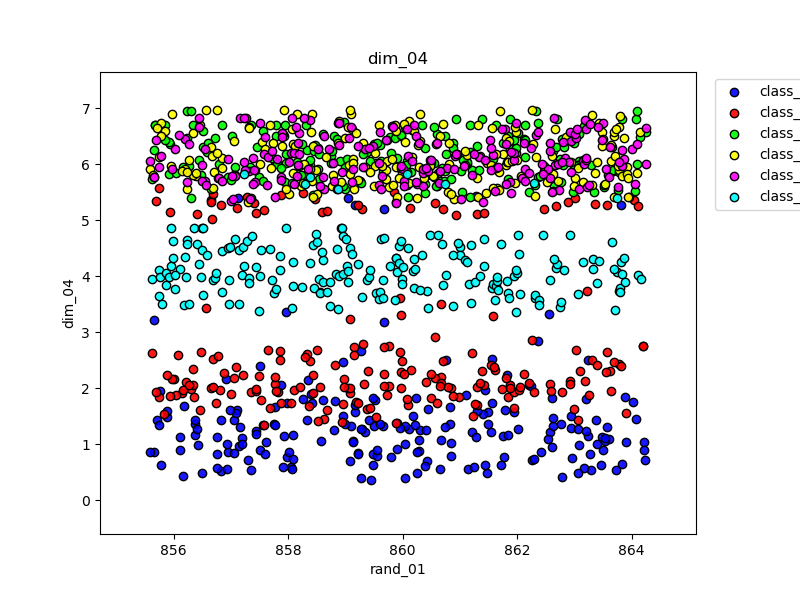 dim_04
7
6
5
4
3
2
1
0
dim_04
856 858 860 862 864
rand_01
class_
class_
class_
class_
class_
class_